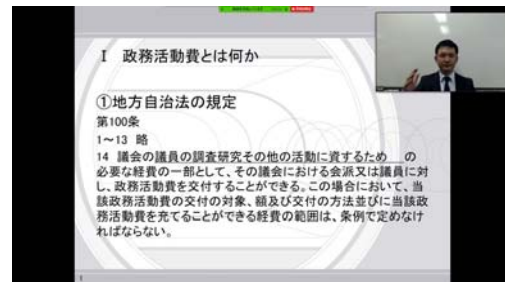 Ⅰ 政務活動費とは何か
①地方自治法の規定
第100条
1～13 略
14 議会の議員の調査研究その他の活動に資するため の
必要な経費の一部として、その議会における会派又は議員に対
し、政務活動費を交付することができる。この場合において、当
該政務活動費の交付の対象、額及び交付の方法並びに当該政
務活動費を充てることができる経費の範囲は、条例で定めなけ
ればならない。
1